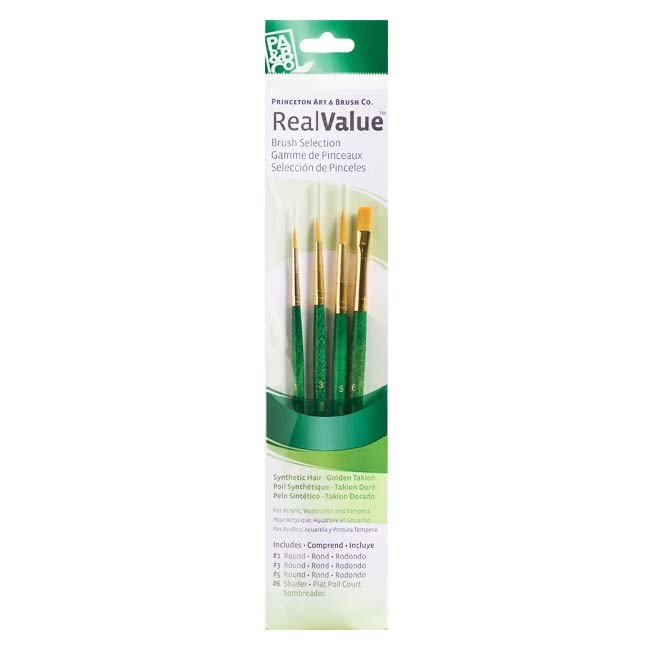 PA
&B
Co
PRINCETON ART & BRUSH CO.
RealValue™
Brush Selection
Gamme de Pinceaux
Selección de Pinceles
1
3
5
6
Synthetic Hair · Golden Taklon
Poil Synthétique · Taklon Doré
Pelo Sintético · Taklon Dorado
For Acrylic, Watercolor and Tempera
Pour Acrylique, Aquarelle et Gouache
Par Acrílico, Acuarela y Pintura Tempera
Includes · Comprend · Incluye
#1 Round · Rond · Rodondo
#3 Round · Rond · Rodondo
#5 Round · Rond · Rodondo
#6 Shader · Plat Poil Court
Sombreador